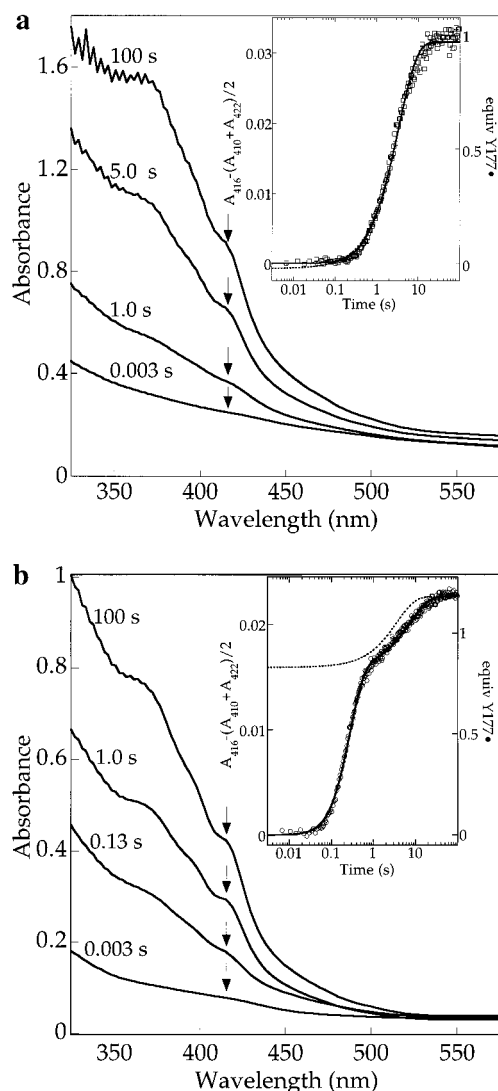 a
1.6
1.2
0.8
0.4
0
Absorbance
100 s
5.0 s
1.0 s
0.003 s
350 400 450 500 550
Wavelength (nm)
A416-(A410+A422)/2
0.03
0.02
0.01
0
1
0.5
0
equiv Y177•
0.01 0.1 1 10
Time (s)
b
1
0.8
0.6
0.4
0.2
0
Absorbance
100 s
1.0 s
0.13 s
0.003 s
350 400 450 500 550
Wavelength (nm)
A416-(A410+A422)/2
0.02
0.01
0
1
0.5
0
equiv Y177•
0.01 0.1 1 10
Time (s)